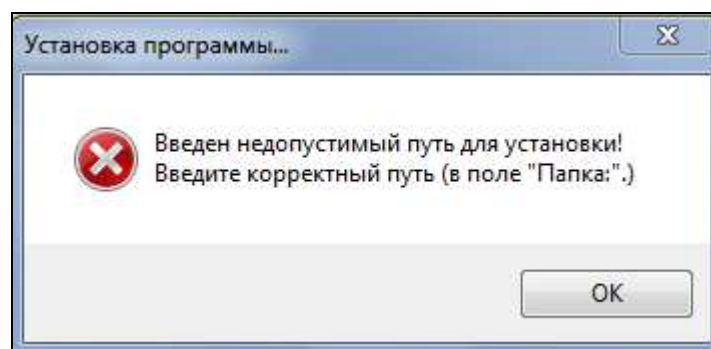 Установка программы...
Введен недопустимый путь для установки!
Введите корректный путь (в поле "Папка:".)
OK